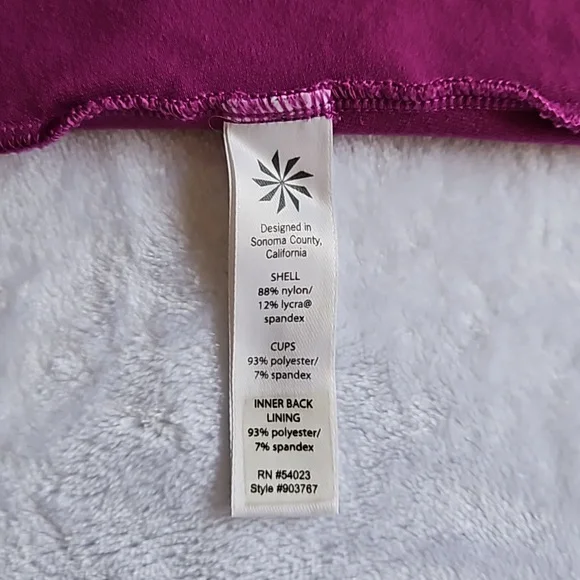 Designed in
Sonoma County,
California
SHELL
88% nylon/
12% lycra@
spandex
CUPS
93% polyester/
7% spandex
INNER BACK
LINING
93% polyester/
7% spandex
RN #54023
Style #903767